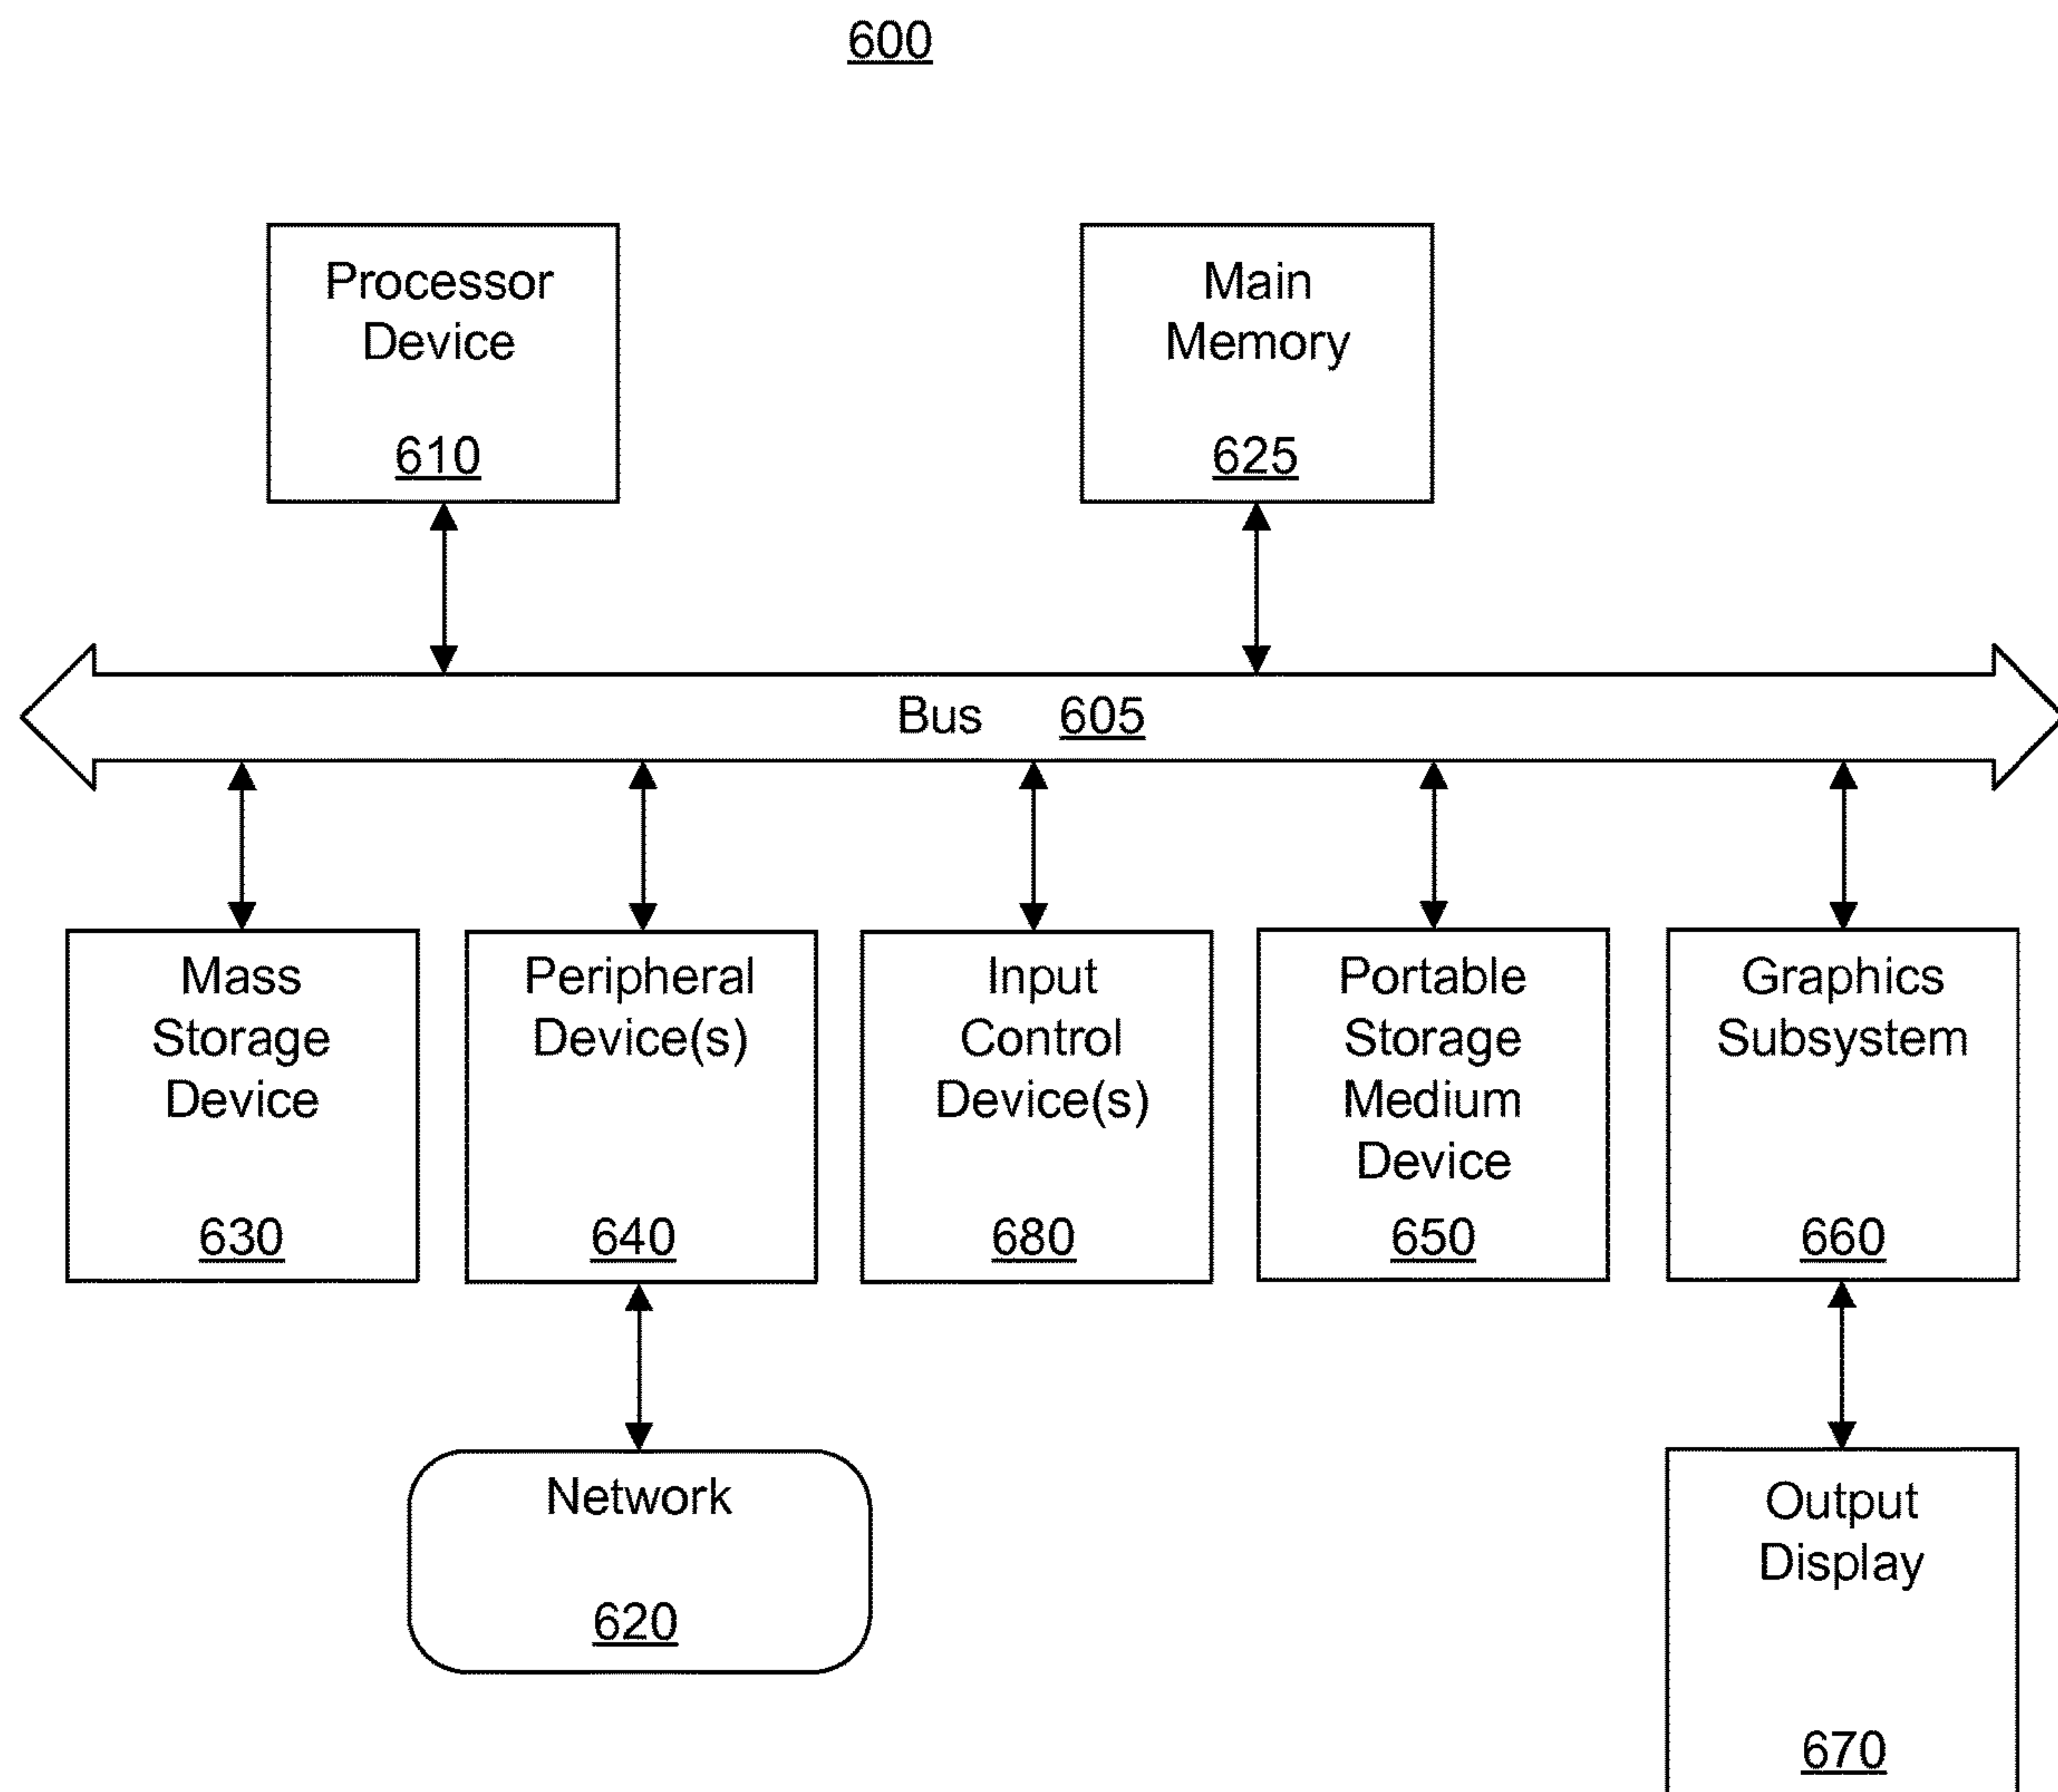 600
Processor
Device
610
Main
Memory
625
Bus 605
Mass
Storage
Device
630
Peripheral
Device(s)
640
Input
Control
Device(s)
680
Portable
Storage
Medium
Device
650
Graphics
Subsystem
660
Network
620
Output
Display
670